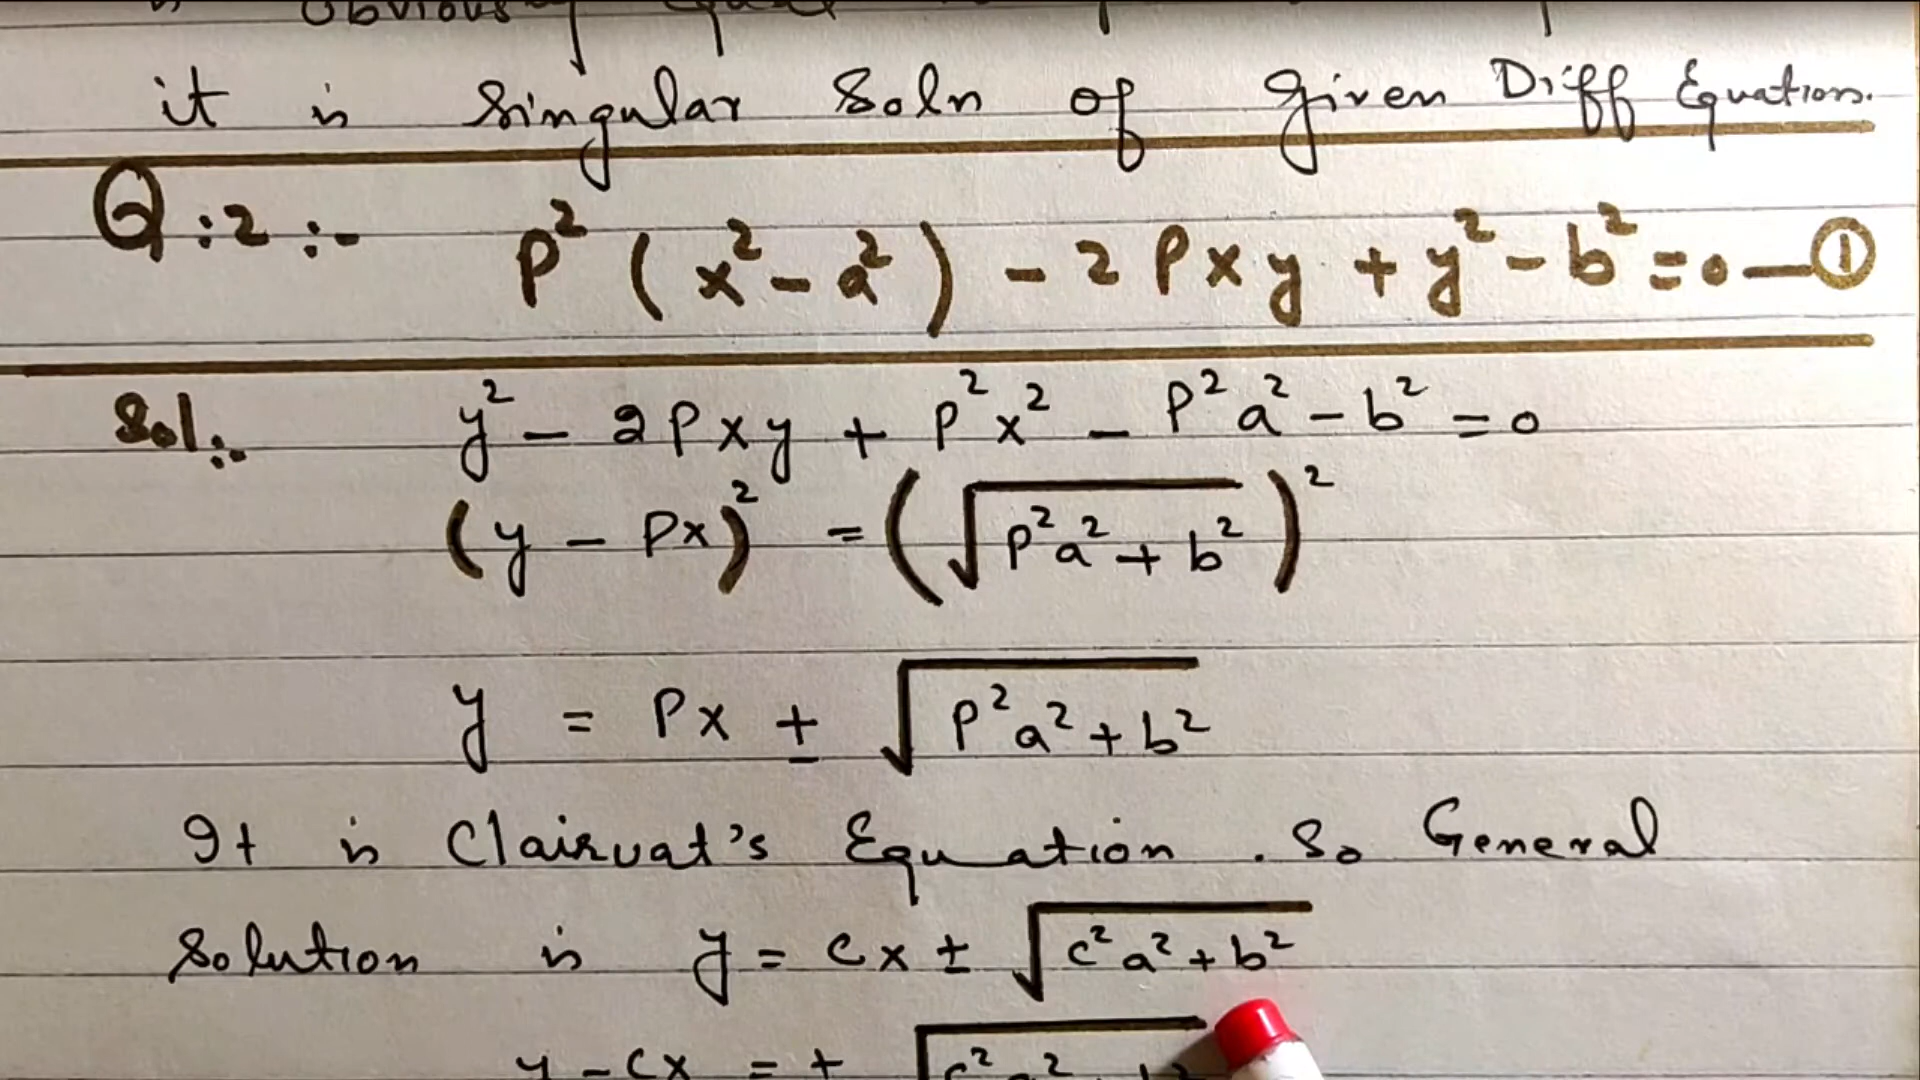 obviously
it is Singular Soln of given Diff Equation.
Q:2:- P² (x² - a²) - 2Pxy + y² - b² = 0 — ①
Sol:. y² - 2Pxy + P²x² - P²a² - b² = 0
(y - Px)² = (√(P²a² + b²))²
y = Px ± √(P²a² + b²)
It is Clairuat's Equation. So General
Solution is y = cx ± √(c²a² + b²)
y - cx = ±